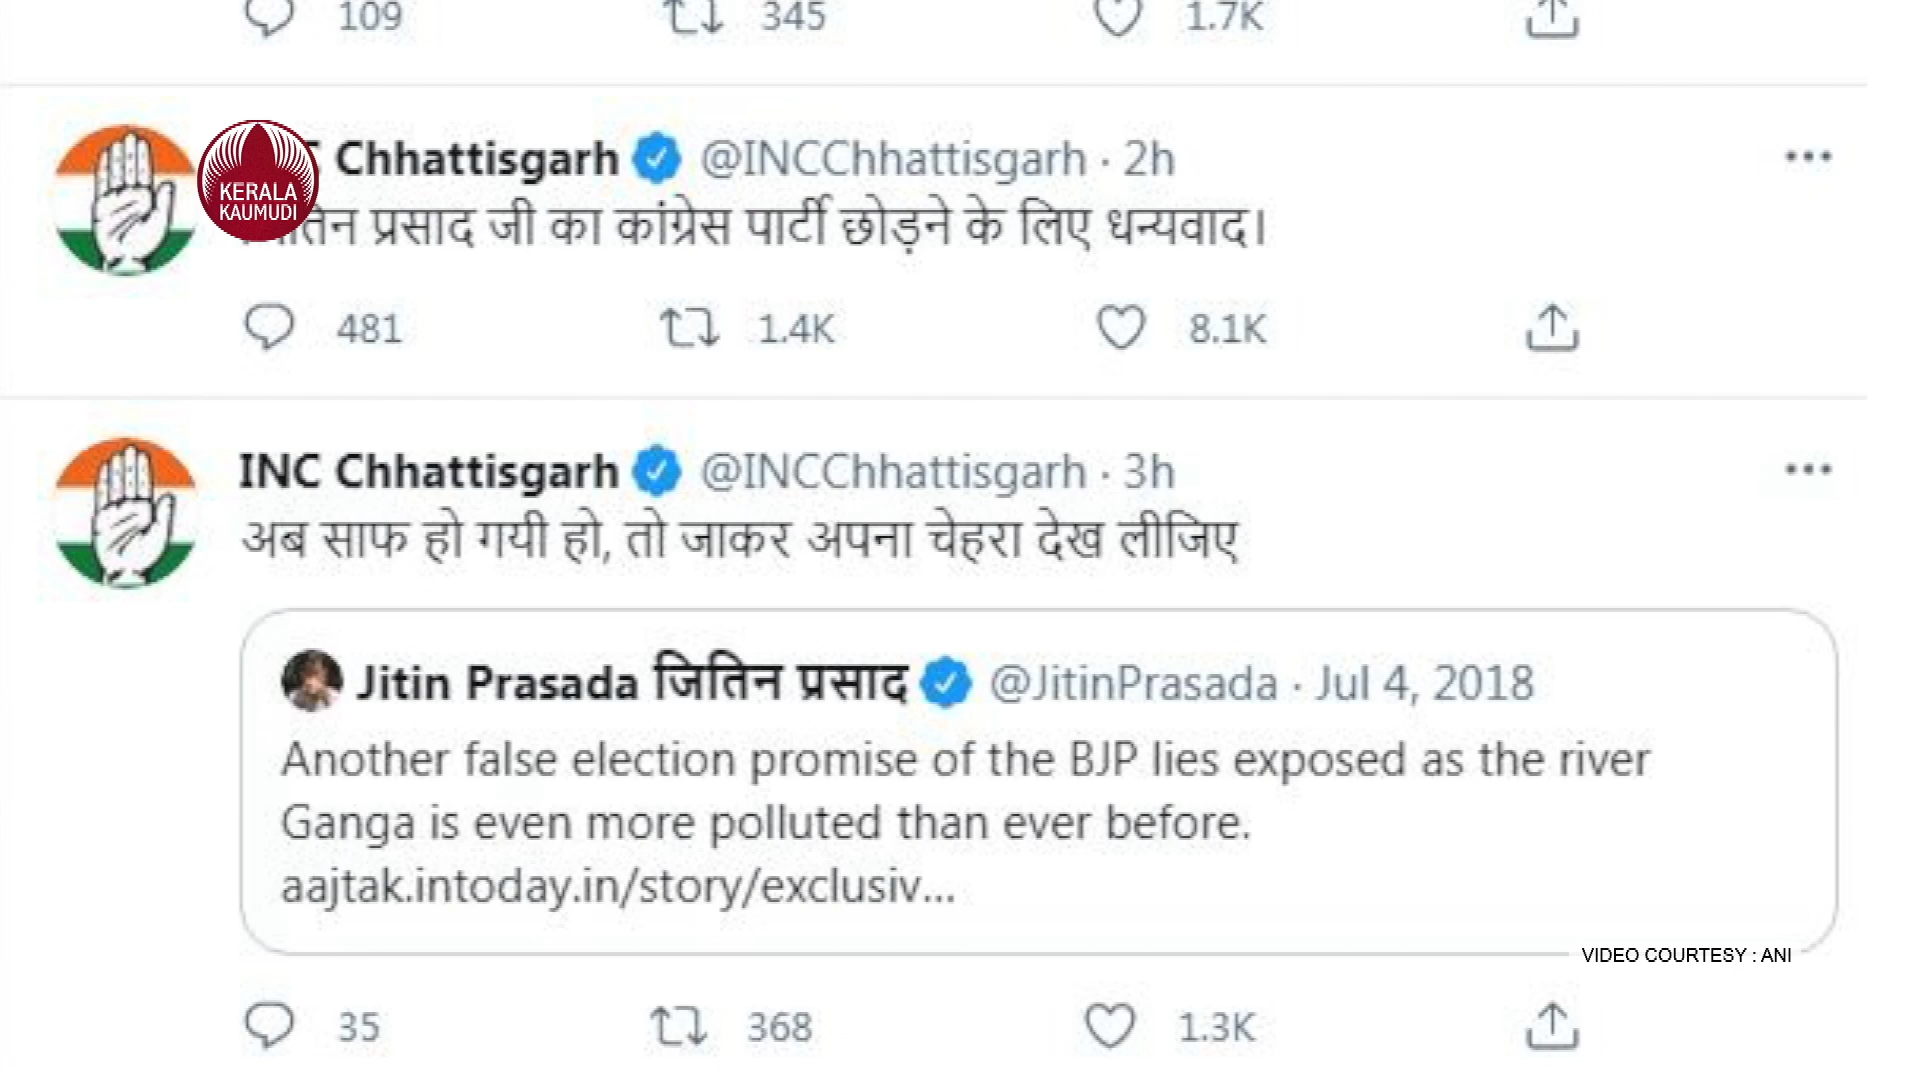 109 345 1.7K
Chhattisgarh @INCChhattisgarh · 2h
KERALA
KAUMUDI
प्रसाद जी का कांग्रेस पार्टी छोड़ने के लिए धन्यवाद।
481 1.4K 8.1K
INC Chhattisgarh @INCChhattisgarh · 3h
अब साफ हो गयी हो, तो जाकर अपना चेहरा देख लीजिए
Jitin Prasada जितिन प्रसाद @JitinPrasada · Jul 4, 2018
Another false election promise of the BJP lies exposed as the river
Ganga is even more polluted than ever before.
aajtak.intoday.in/story/exclusiv...
VIDEO COURTESY : ANI
35 368 1.3K